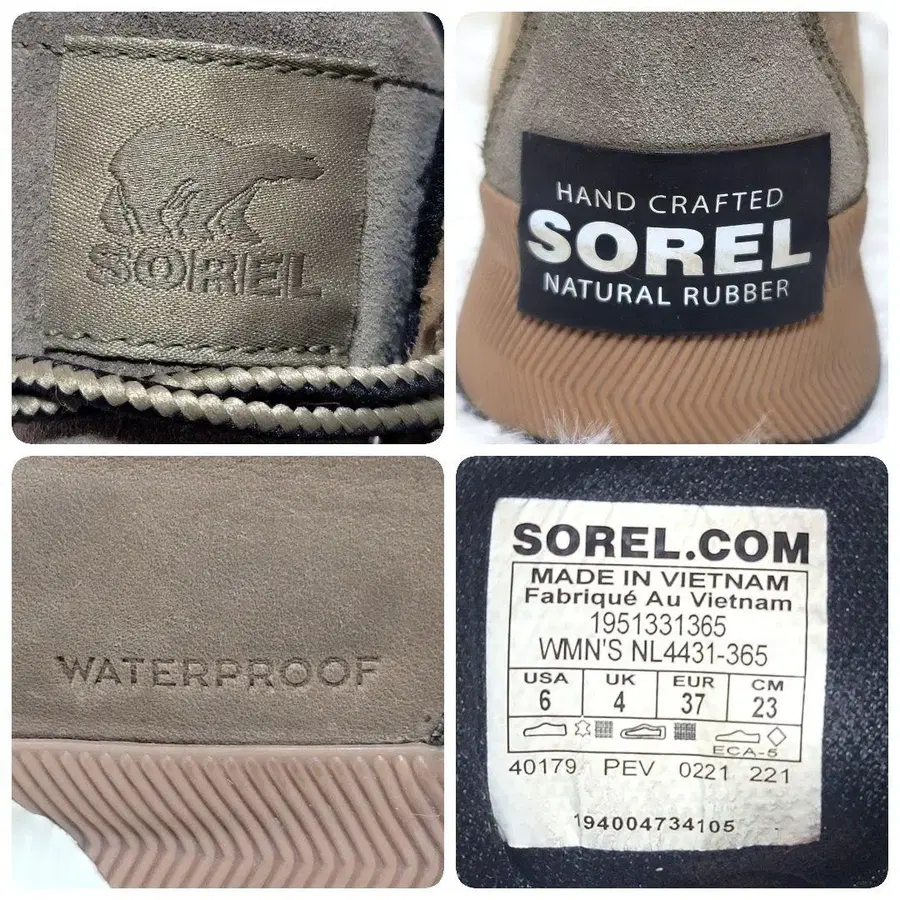 SOREL
HAND CRAFTED
SOREL
NATURAL RUBBER
WATERPROOF
SOREL.COM
MADE IN VIETNAM
Fabriqué Au Vietnam
1951331365
WMN'S NL4431-365
USA UK EUR CM
6 4 37 23
ECA-5
40179 PEV 0221 221
194004734105